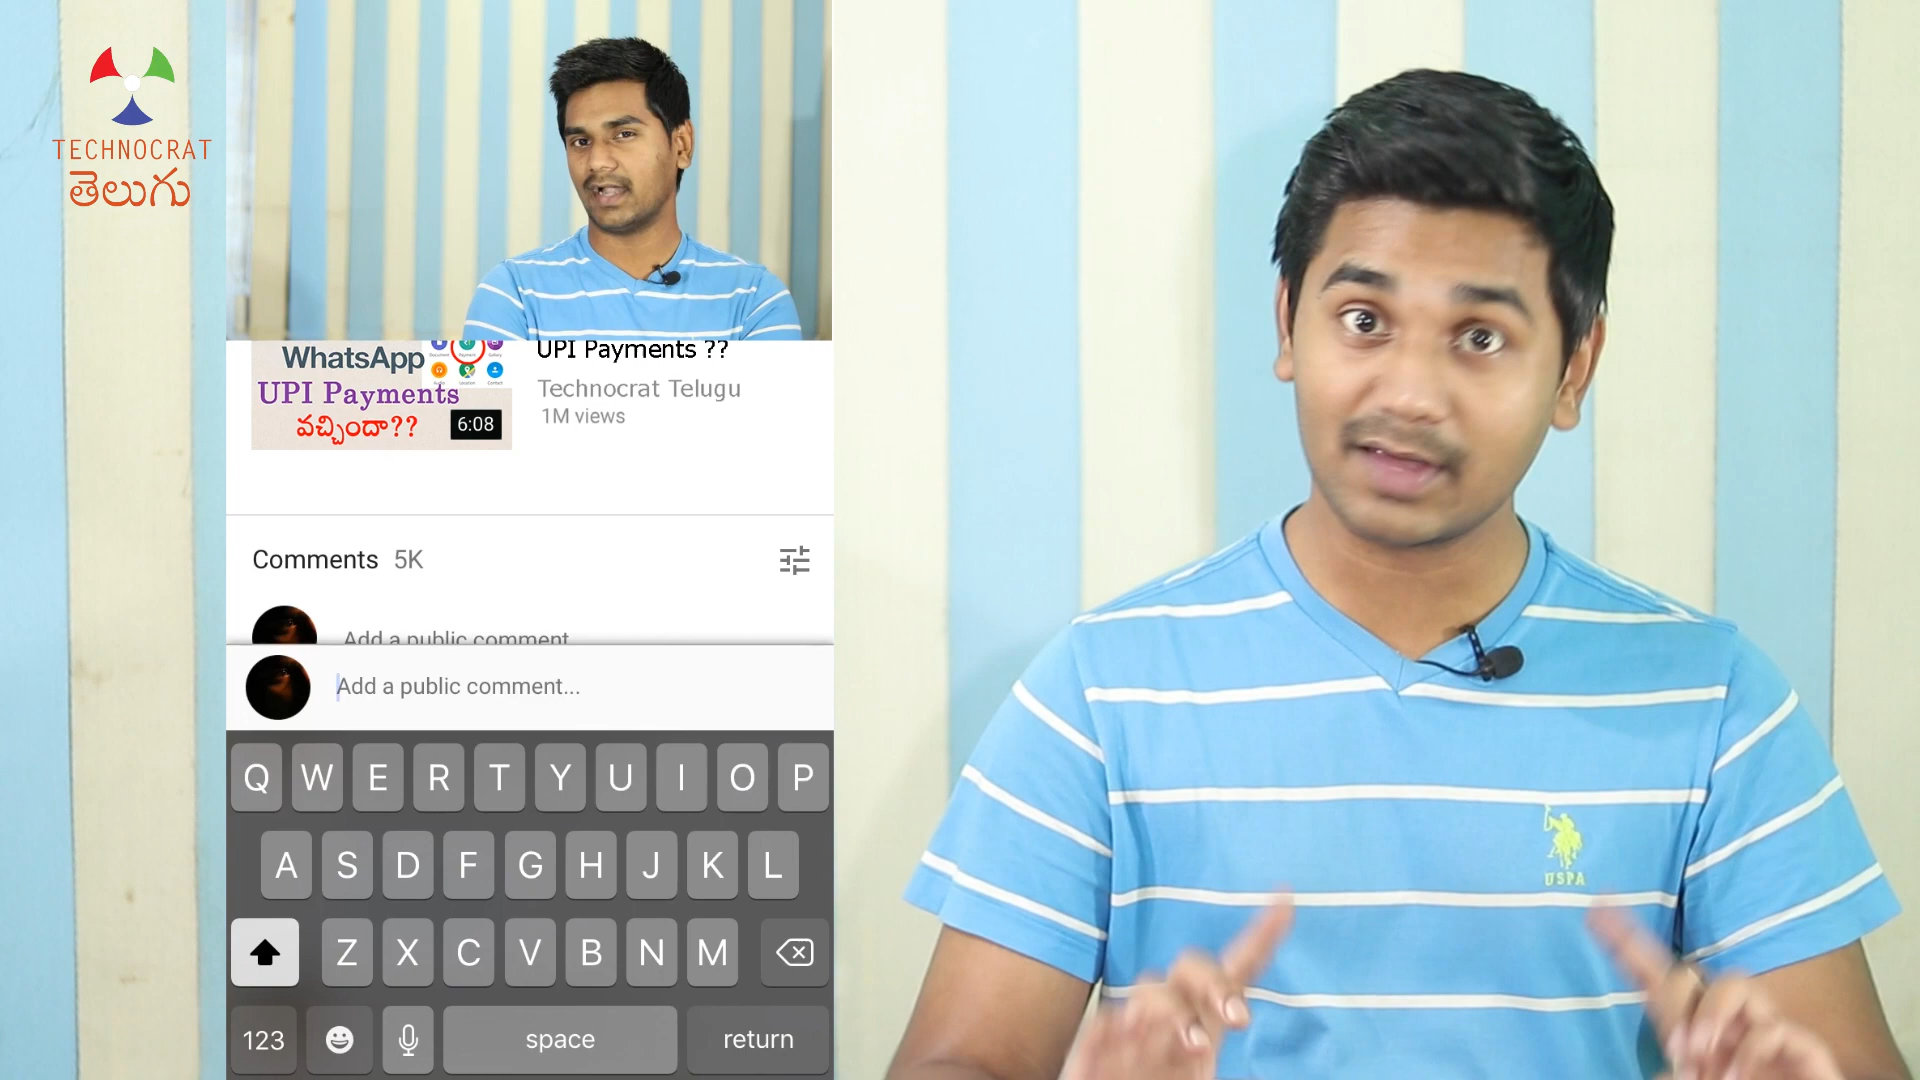 TECHNOCRAT
తెలుగు
WhatsApp
UPI Payments
వచ్చిందా??
6:08
UPI Payments ??
Technocrat Telugu
1M views
Comments 5K
Add a public comment
Add a public comment...
Q W E R T Y U I O P
A S D F G H J K L
Z X C V B N M
123 space return
USPA